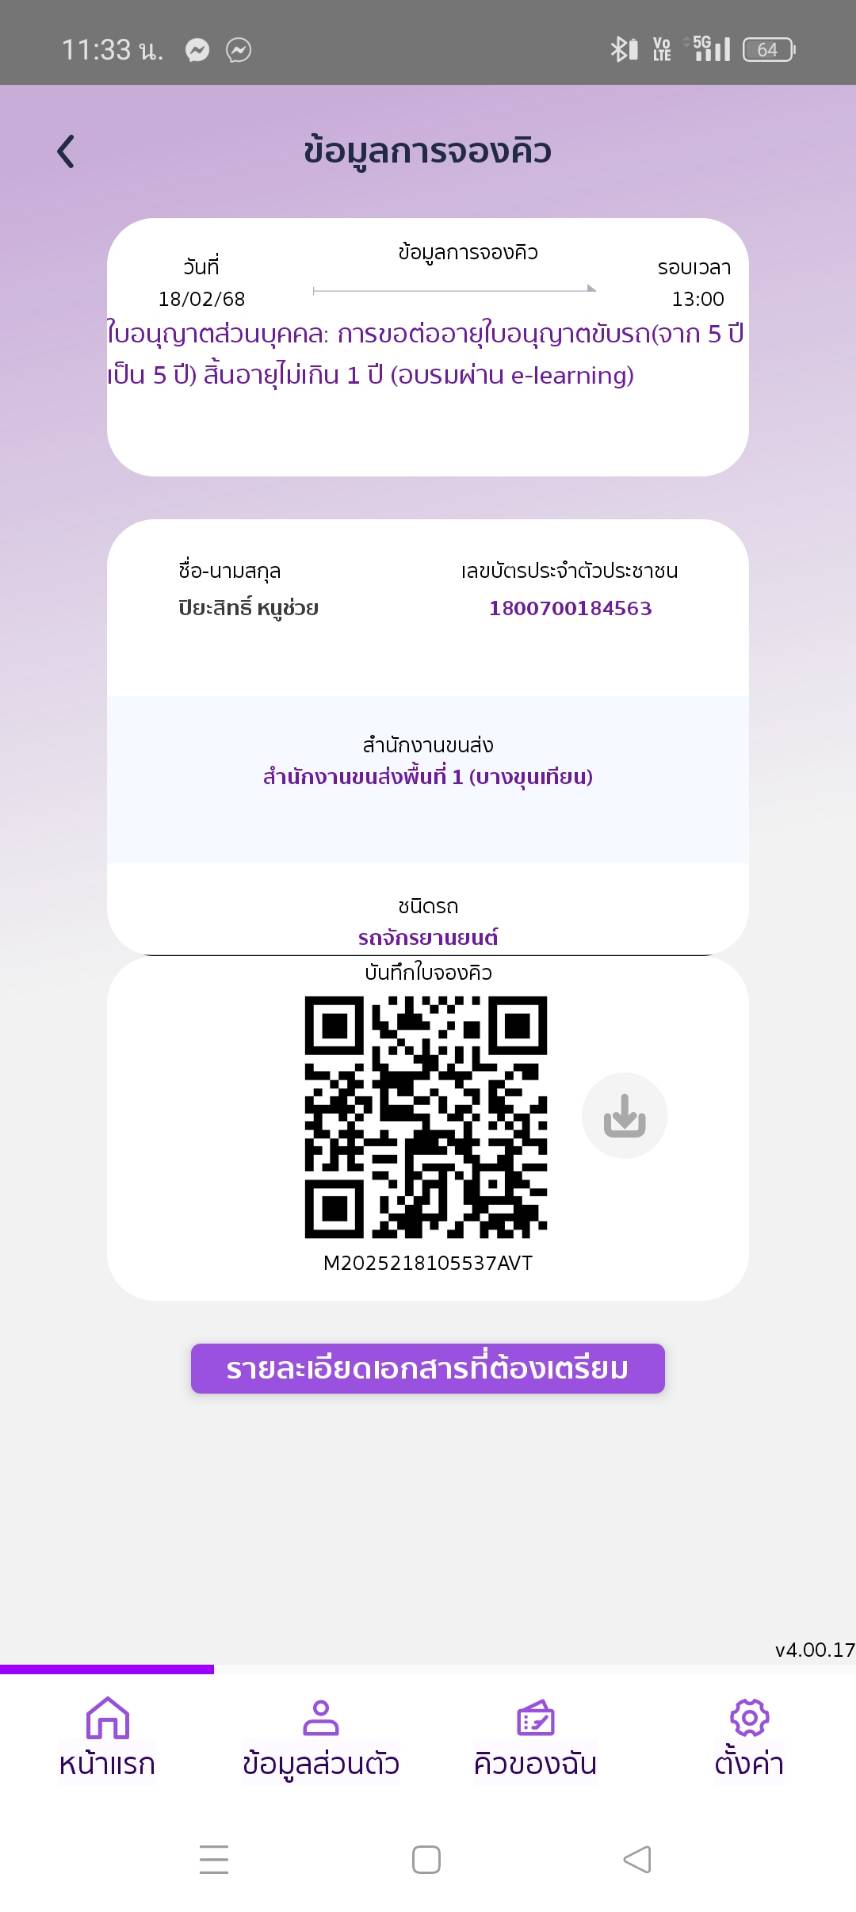 11:33 น.
Vo LTE 5G 64
ข้อมูลการจองคิว
ข้อมูลการจองคิว
วันที่ รอบเวลา
18/02/68 13:00
ใบอนุญาตส่วนบุคคล: การขอต่ออายุใบอนุญาตขับรถ(จาก 5 ปี
เป็น 5 ปี) สิ้นอายุไม่เกิน 1 ปี (อบรมผ่าน e-learning)
ชื่อ-นามสกุล เลขบัตรประจำตัวประชาชน
ปิยะสิทธิ์ หนูช่วย 1800700184563
สำนักงานขนส่ง
สำนักงานขนส่งพื้นที่ 1 (บางขุนเทียน)
ชนิดรถ
รถจักรยานยนต์
บันทึกใบจองคิว
M2025218105537AVT
รายละเอียดเอกสารที่ต้องเตรียม
v4.00.17
หน้าแรก ข้อมูลส่วนตัว คิวของฉัน ตั้งค่า